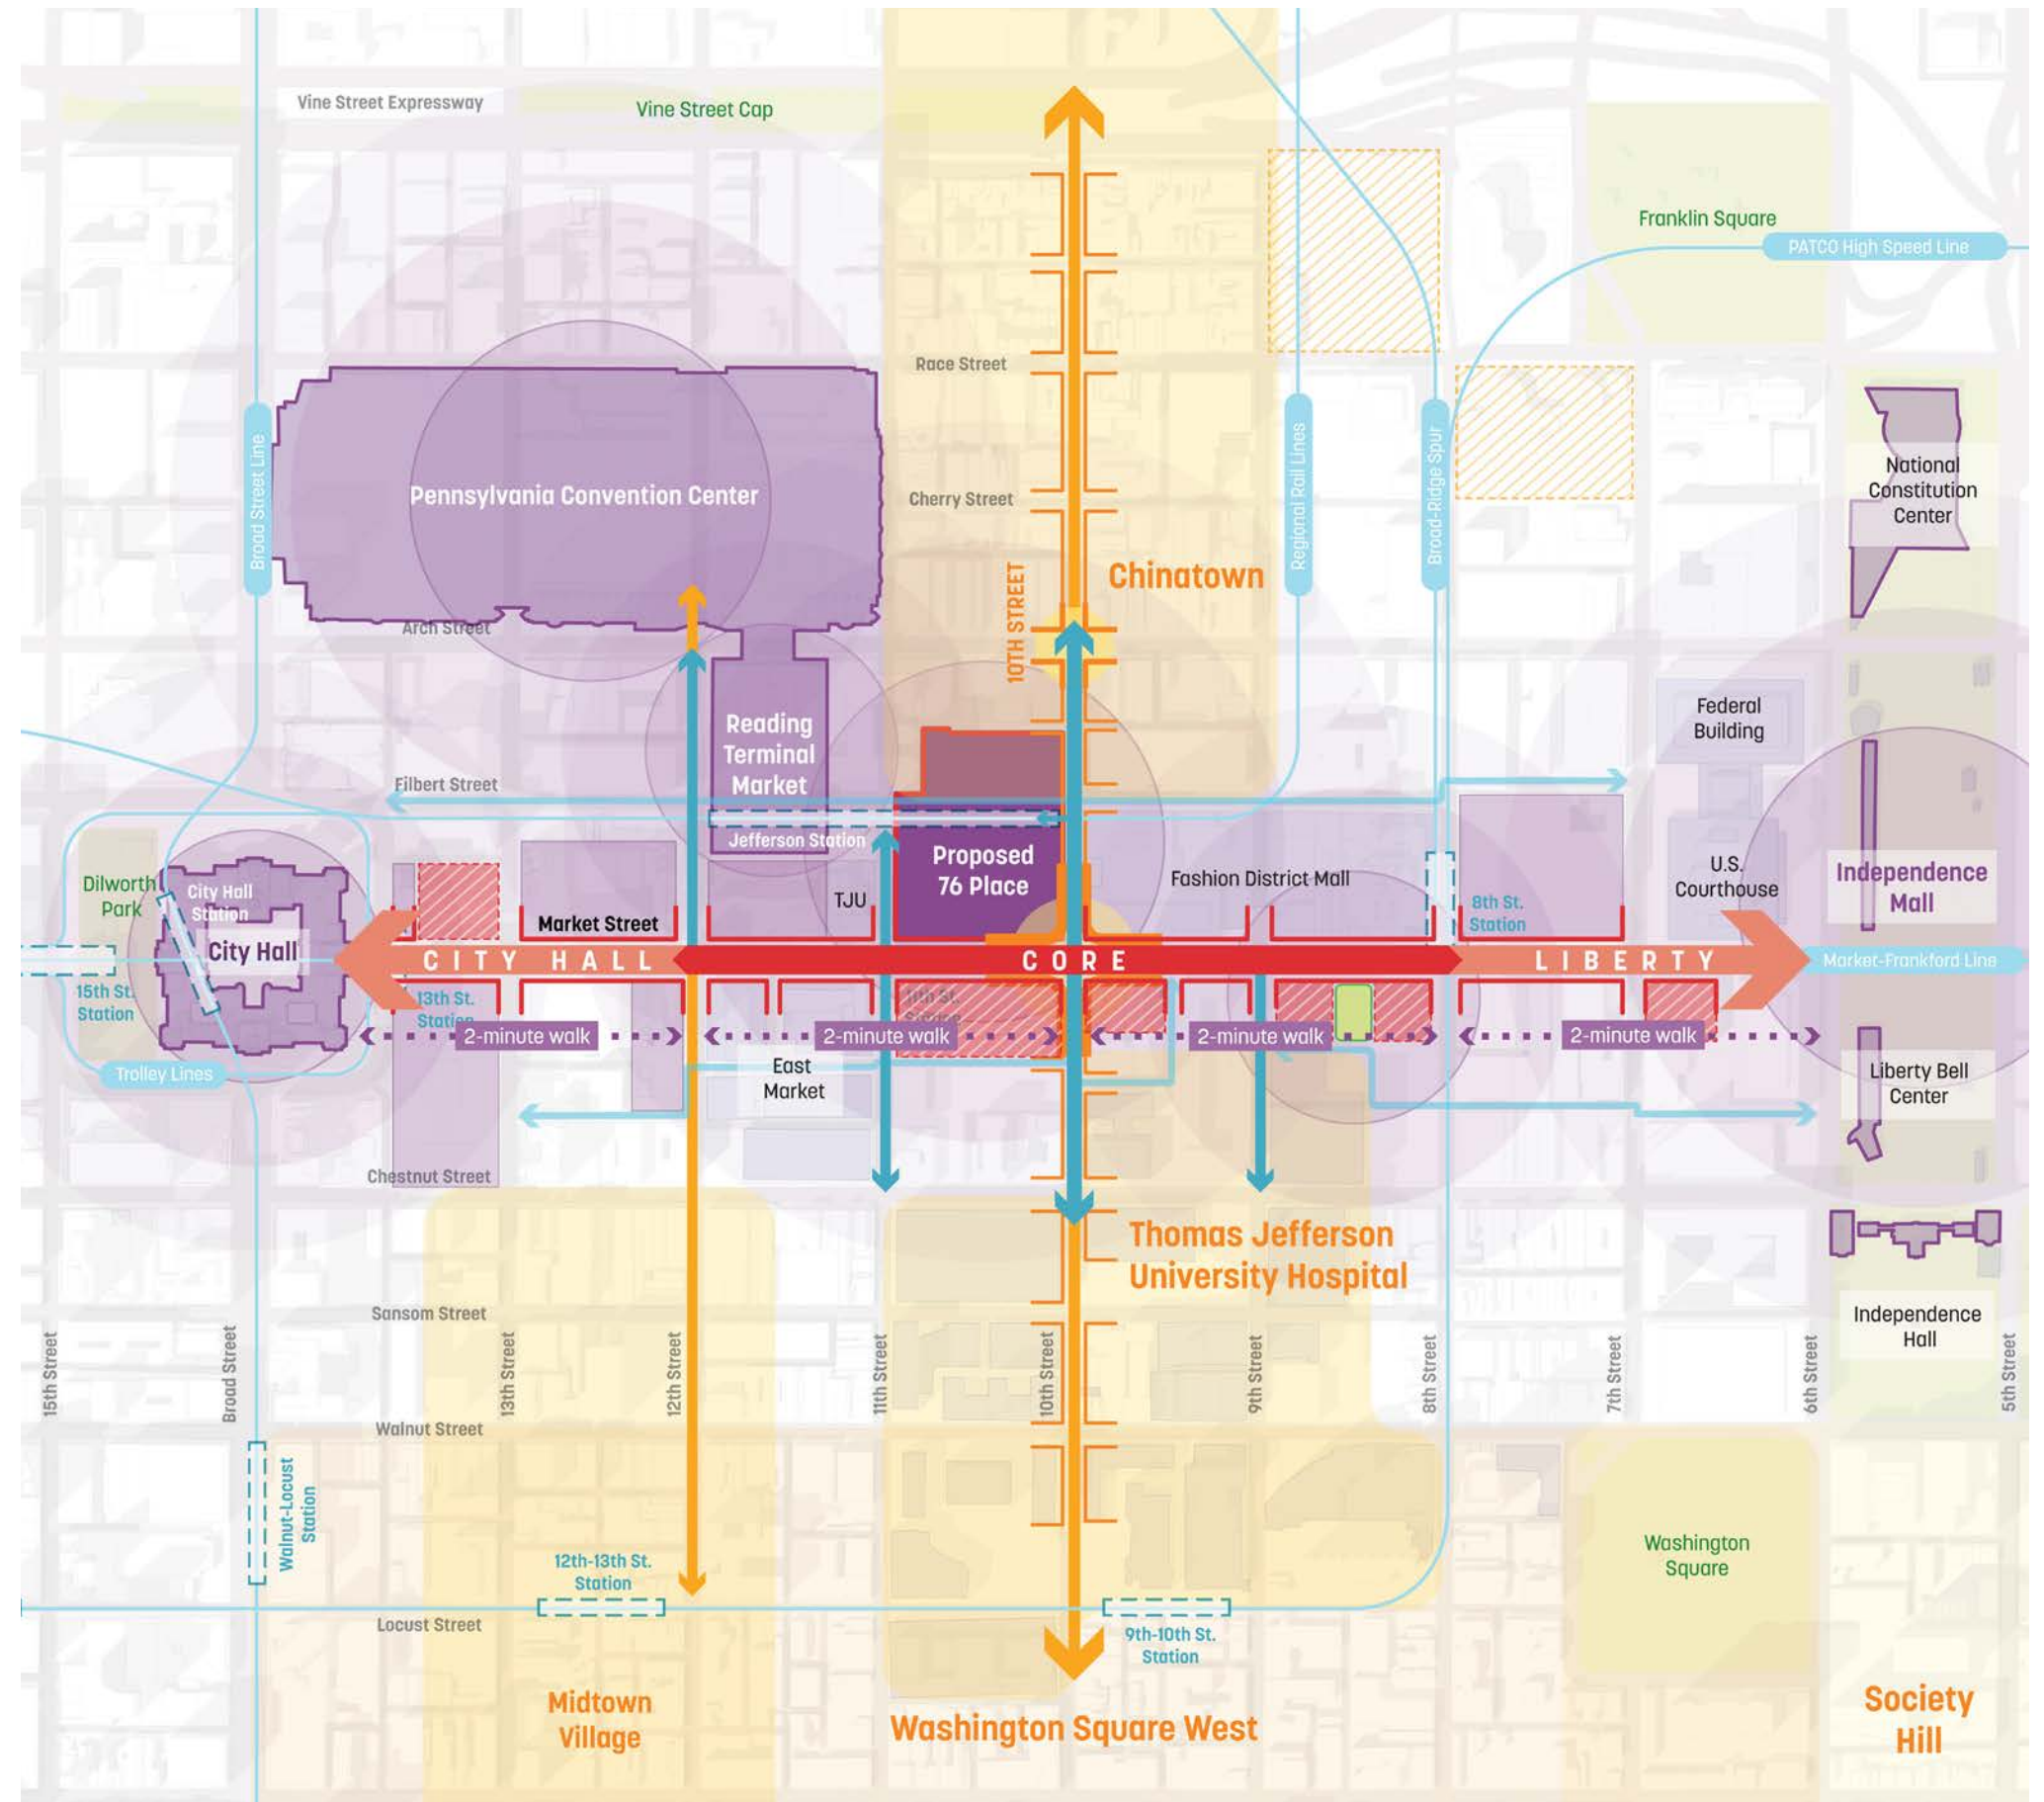 Vine Street Expressway
Vine Street Cap
Franklin Square
PATCO High Speed Line
Race Street
Broad Street Line
Pennsylvania Convention Center
Cherry Street
Regional Rail Lines
Broad-Ridge Spur
National
Constitution
Center
10TH STREET
Chinatown
Arch Street
Reading
Terminal
Market
Federal
Building
Filbert Street
Jefferson Station
Proposed
76 Place
Fashion District Mall
U.S.
Courthouse
Independence
Mall
Dilworth
Park
City Hall
Station
TJU
8th St.
Station
Market Street
City Hall
CITY HALL
CORE
LIBERTY
Market-Frankford Line
15th St.
Station
13th St.
Station
11th St.
2-minute walk
2-minute walk
2-minute walk
2-minute walk
Trolley Lines
East
Market
Liberty Bell
Center
Chestnut Street
Thomas Jefferson
University Hospital
Sansom Street
Independence
Hall
15th Street
Broad Street
13th Street
12th Street
11th Street
10th Street
9th Street
8th Street
7th Street
6th Street
5th Street
Walnut Street
Walnut-Locust
Station
12th-13th St.
Station
Washington
Square
Locust Street
9th-10th St.
Station
Midtown
Village
Washington Square West
Society
Hill